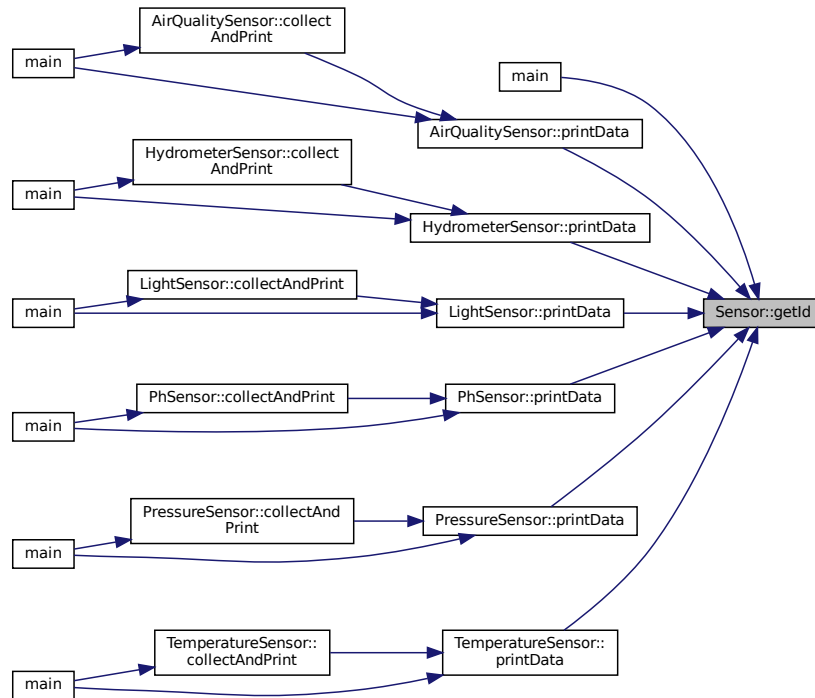 AirQualitySensor::collect
AndPrint
main
main
AirQualitySensor::printData
HydrometerSensor::collect
AndPrint
main
HydrometerSensor::printData
LightSensor::collectAndPrint
main
LightSensor::printData
Sensor::getId
PhSensor::collectAndPrint
PhSensor::printData
main
PressureSensor::collectAnd
Print
PressureSensor::printData
main
TemperatureSensor::
collectAndPrint
TemperatureSensor::
printData
main